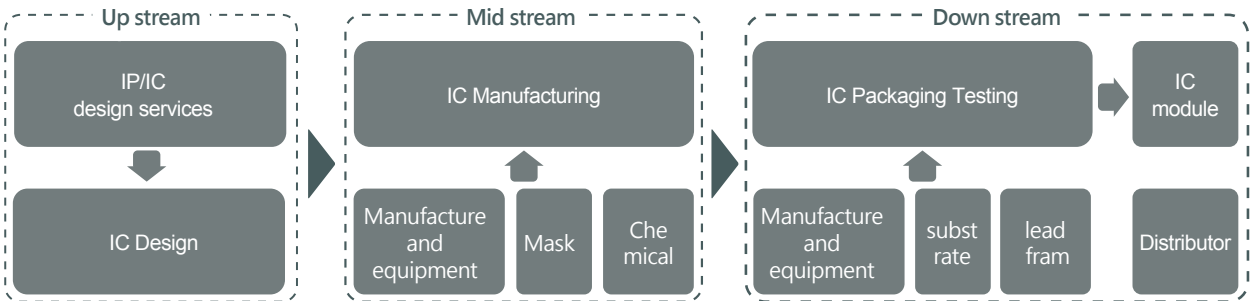 Up stream
IP/IC
design services
IC Design
Mid stream
IC Manufacturing
Manufacture
and
equipment
Mask
Che
mical
Down stream
IC Packaging Testing
IC
module
Manufacture
and
equipment
subst
rate
lead
fram
Distributor